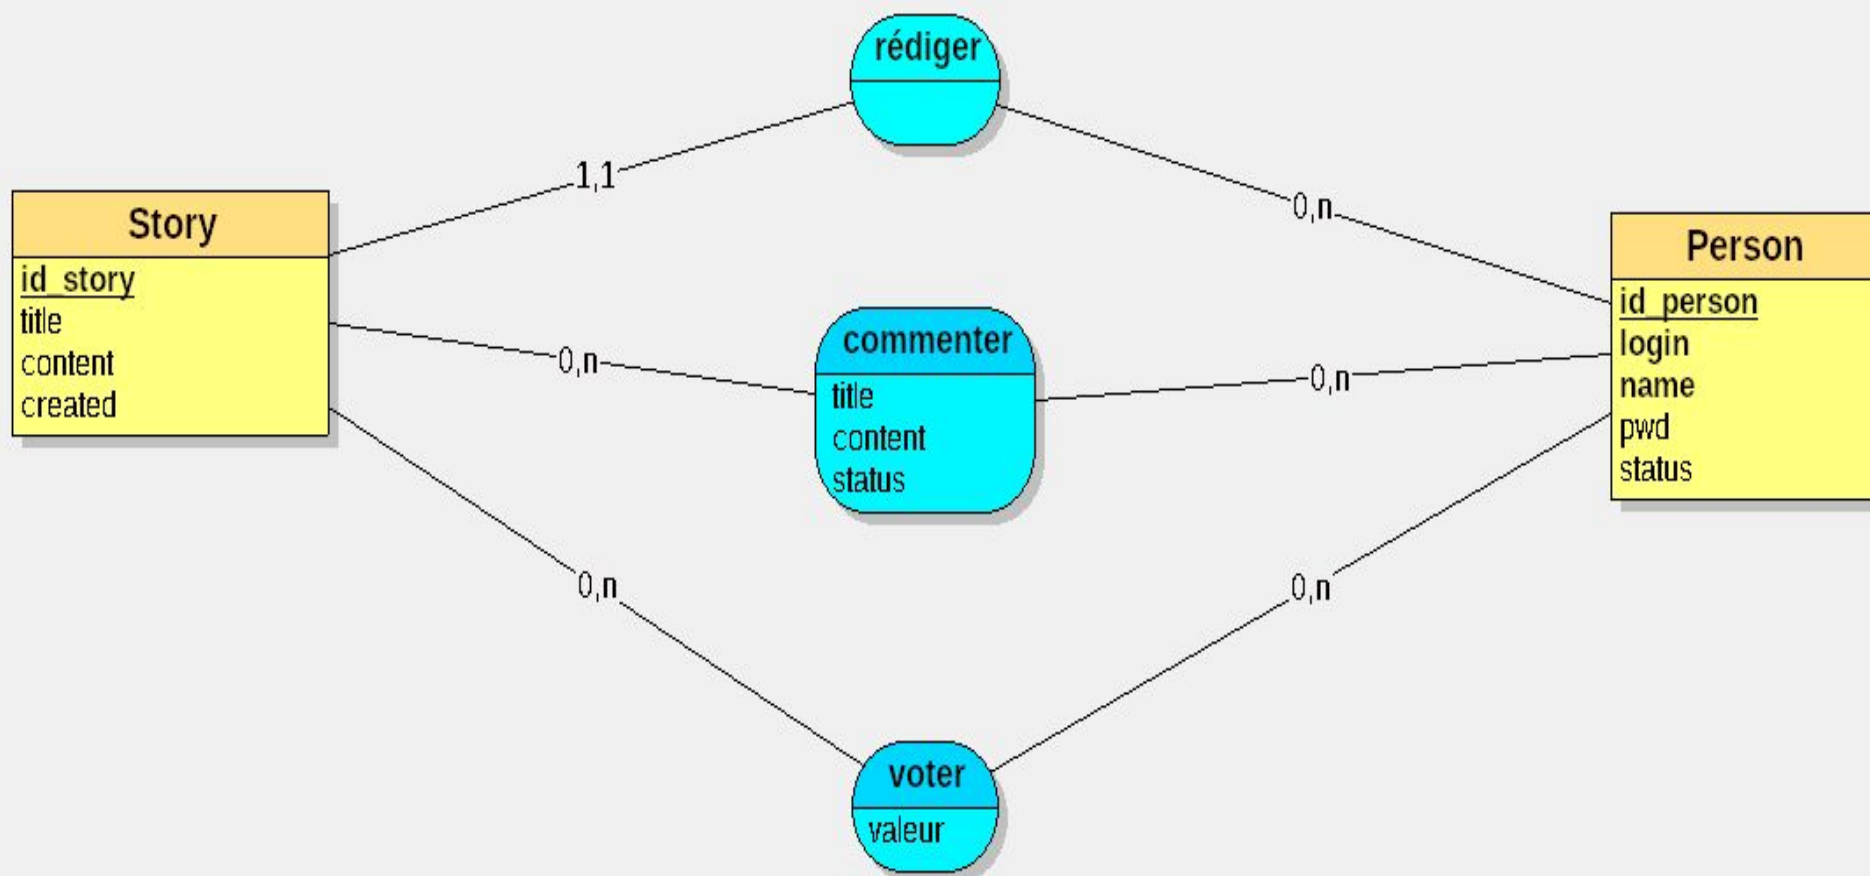 rédiger
1,1
0,n
Story
id_story
title
content
created
Person
id_person
login
name
pwd
status
commenter
title
content
status
0,n
0,n
0,n
0,n
voter
valeur